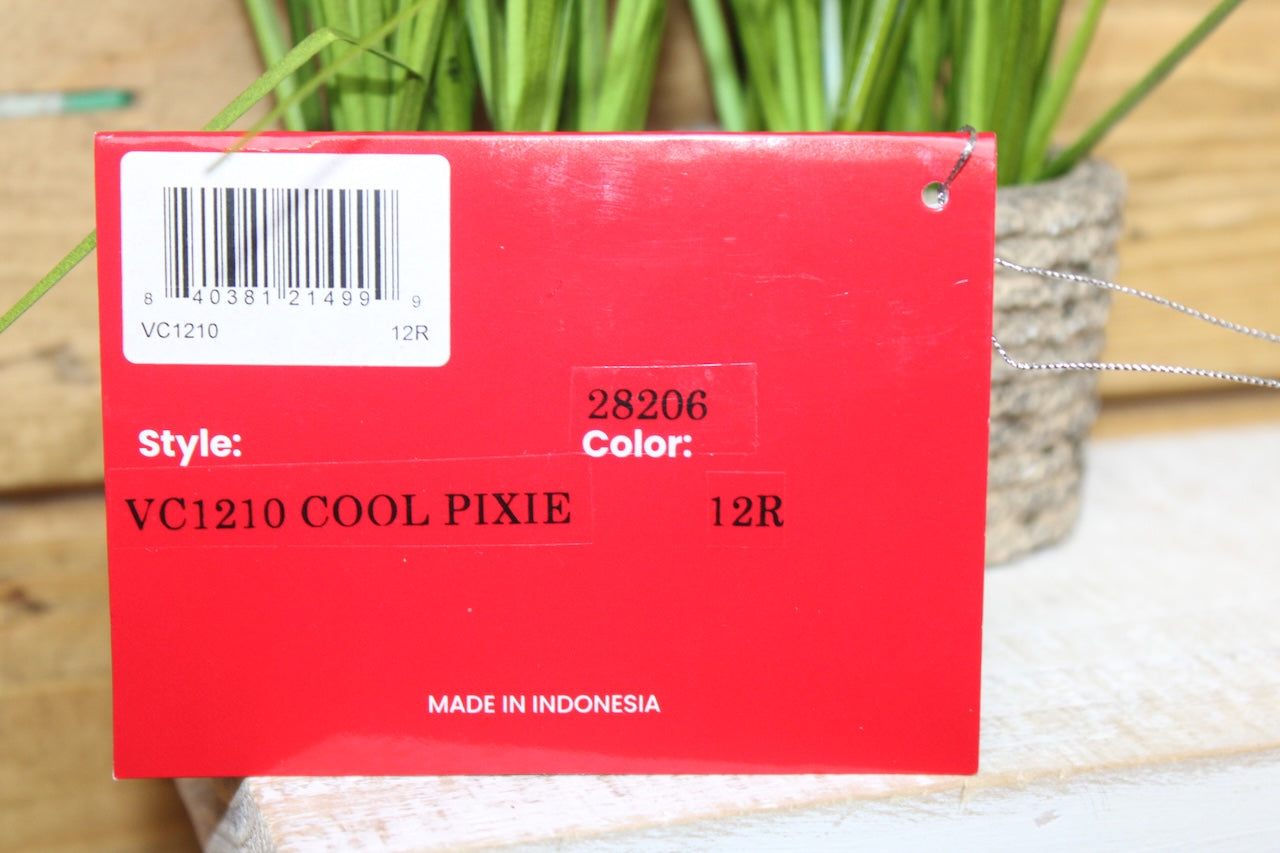 8 40381 21499 9
VC1210 12R
28206
Style: Color:
VC1210 COOL PIXIE 12R
MADE IN INDONESIA